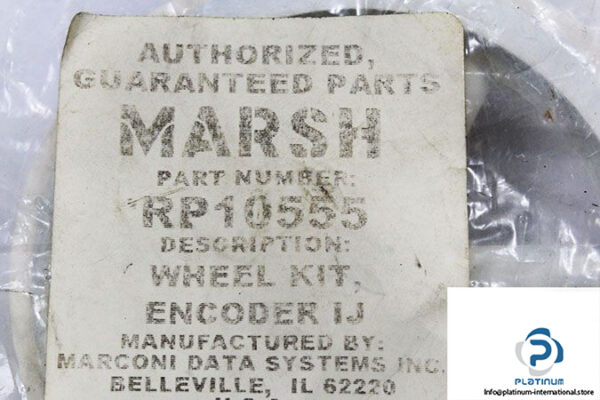 AUTHORIZED,
GUARANTEED PARTS
MARSH
PART NUMBER:
RP10555
DESCRIPTION:
WHEEL KIT,
ENCODER IJ
MANUFACTURED BY:
MARCONI DATA SYSTEMS INC.
BELLEVILLE, IL 62220
PLATINUM
Info@platinum-international.store